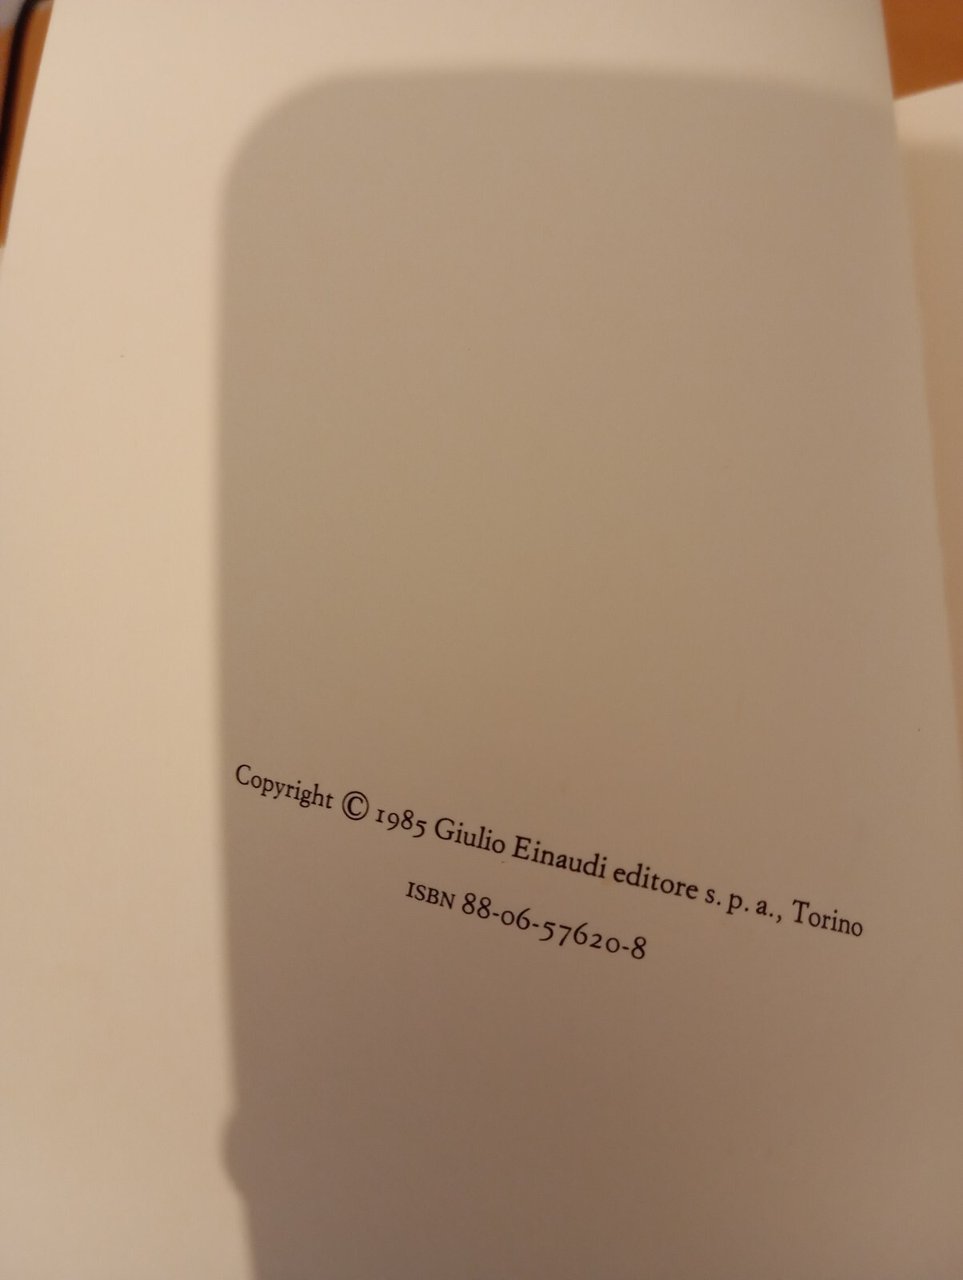 Copyright © 1985 Giulio Einaudi editore s. p. a., Torino
ISBN 88-06-57620-8